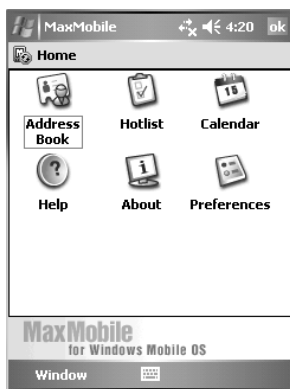 MaxMobile 4:20 ok
Home
15
Address Hotlist Calendar
Book
Help About Preferences
MaxMobile
for Windows Mobile OS
Window